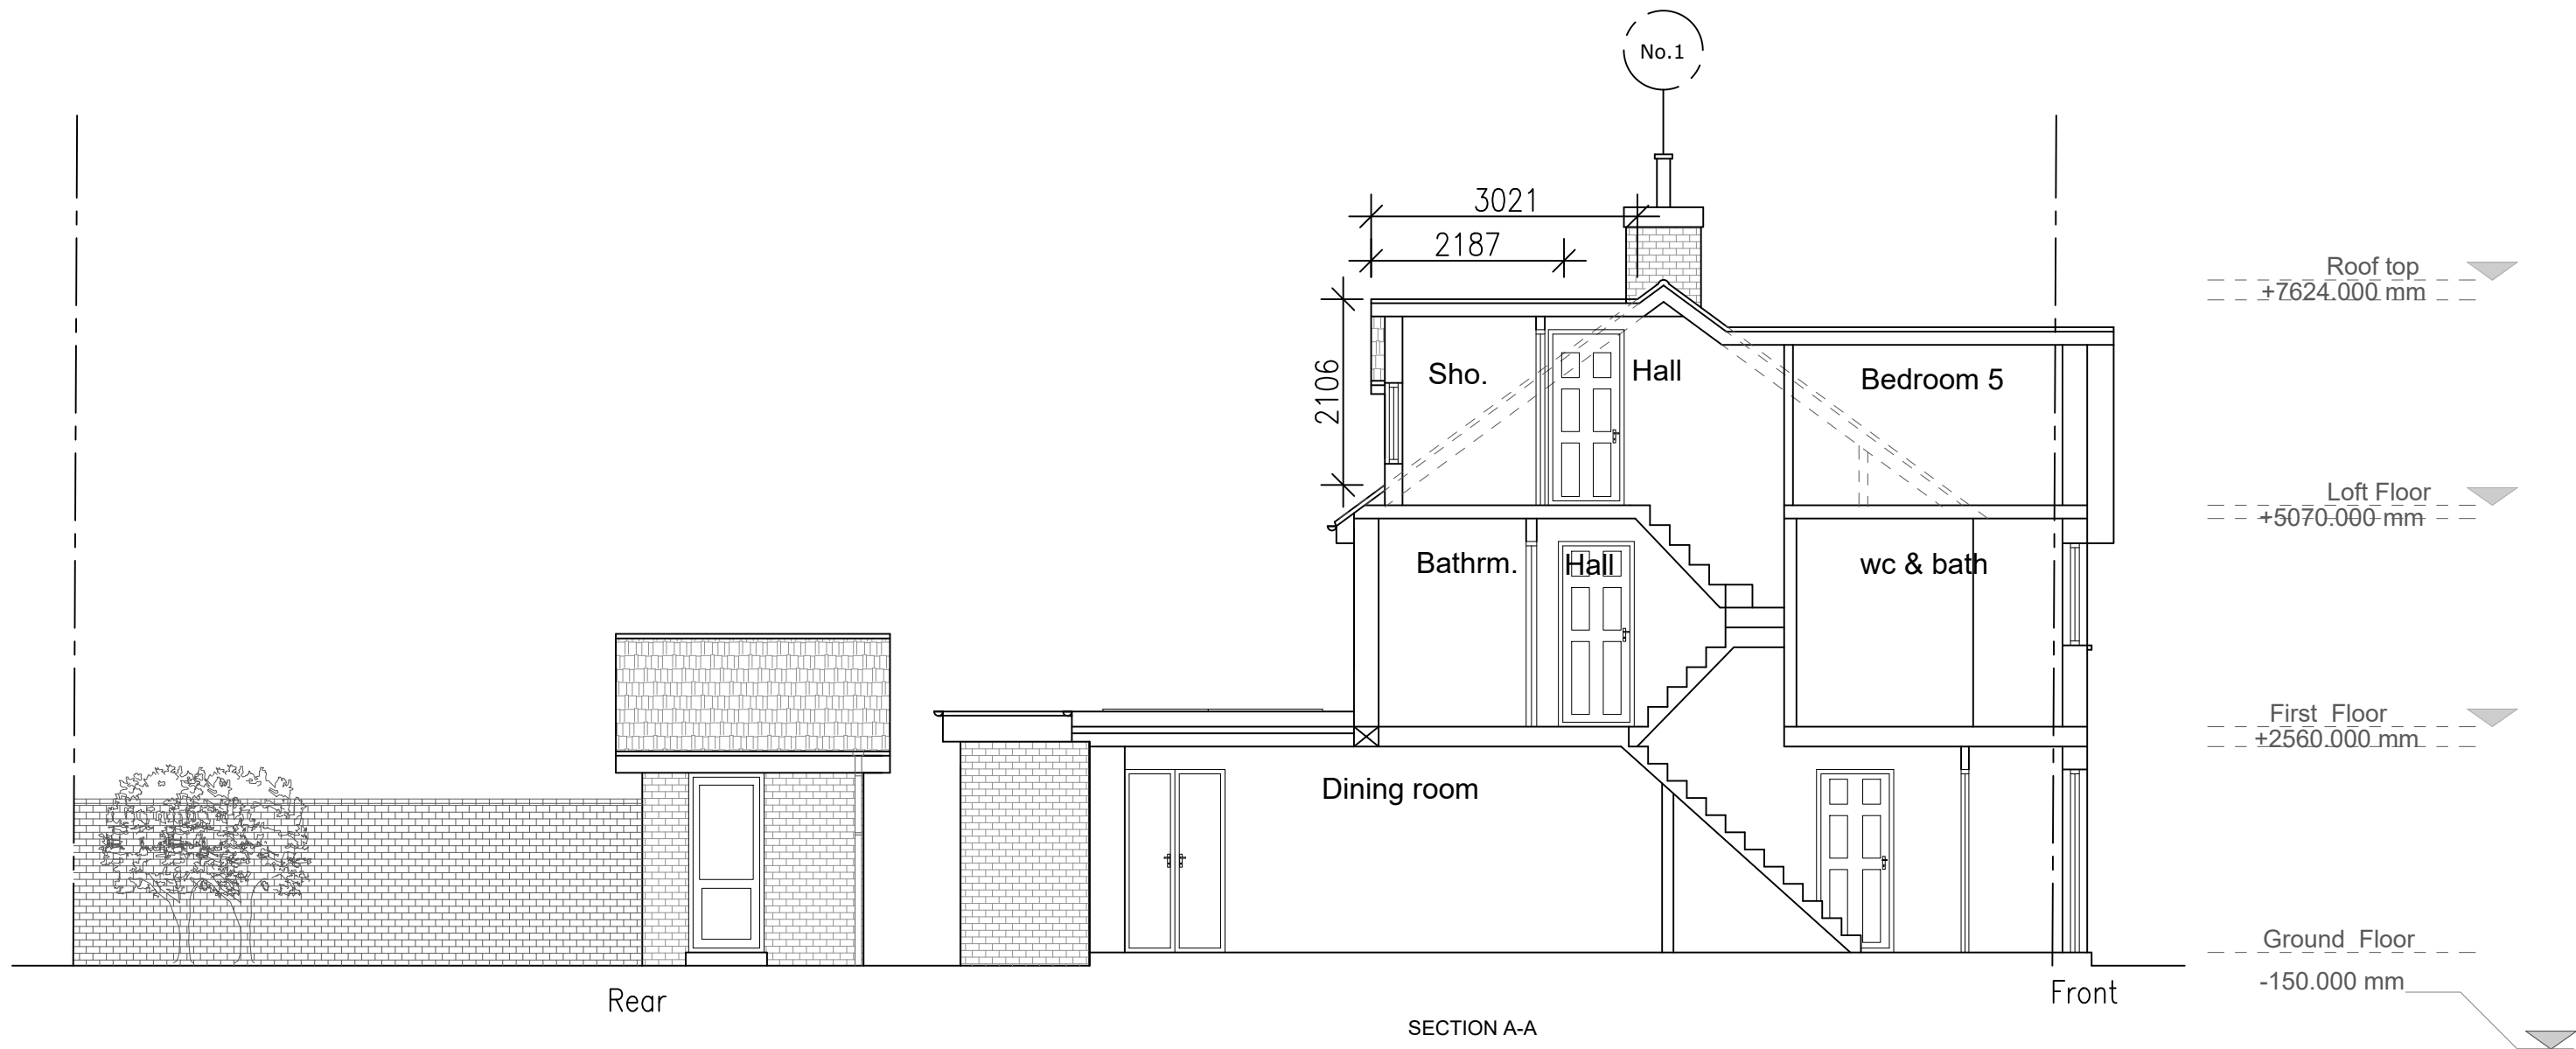 No.1
3021
2187
Roof top
+7624.000 mm
2106
Sho.
Hall
Bedroom 5
Loft Floor
+5070.000 mm
Bathrm.
Hall
wc & bath
First  Floor
+2560.000 mm
Dining room
Ground  Floor
-150.000 mm
Rear
Front
SECTION A-A